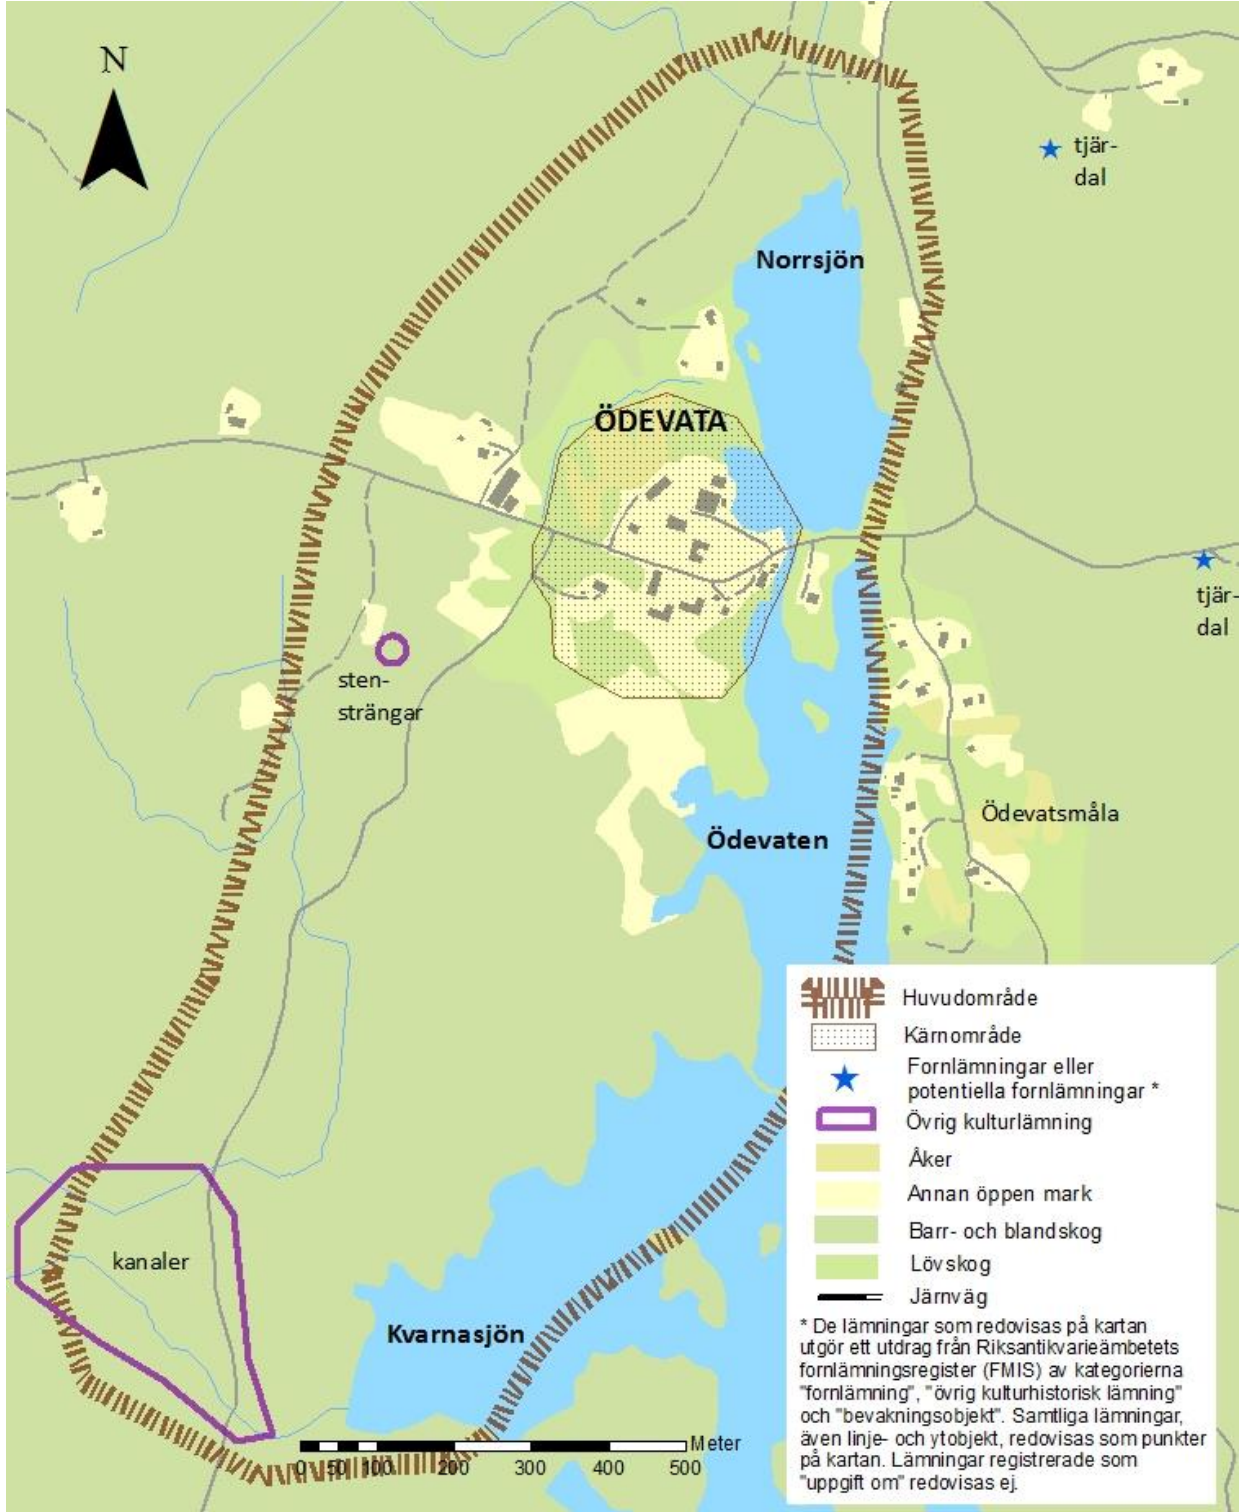 N
tjär-
dal
Norrsjön
ÖDEVATA
tjär-
dal
sten-
strängar
Ödevatsmåla
Ödevaten
kanaler
Kvarnasjön
Meter
0 50 100 200 300 400 500
Huvudområde
Kärnområde
Fornlämningar eller
potentiella fornlämningar *
Övrig kulturlämning
Åker
Annan öppen mark
Barr- och blandskog
Lövskog
Järnväg
* De lämningar som redovisas på kartan
utgör ett utdrag från Riksantikvarieämbetets
fornlämningsregister (FMIS) av kategorierna
"fornlämning", "övrig kulturhistorisk lämning"
och "bevakningsobjekt". Samtliga lämningar,
även linje- och ytobjekt, redovisas som punkter
på kartan. Lämningar registrerade som
"uppgift om" redovisas ej.